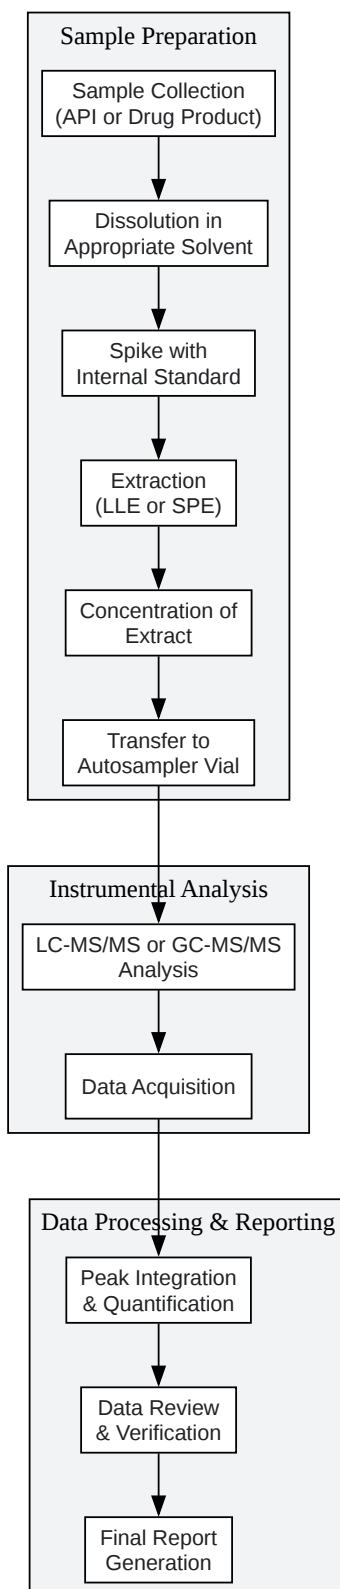 Sample Preparation
Sample Collection
(API or Drug Product)
Dissolution in
Appropriate Solvent
Spike with
Internal Standard
Extraction
(LLE or SPE)
Concentration of
Extract
Transfer to
Autosampler Vial
Instrumental Analysis
LC-MS/MS or GC-MS/MS
Analysis
Data Acquisition
Data Processing & Reporting
Peak Integration
& Quantification
Data Review
& Verification
Final Report
Generation